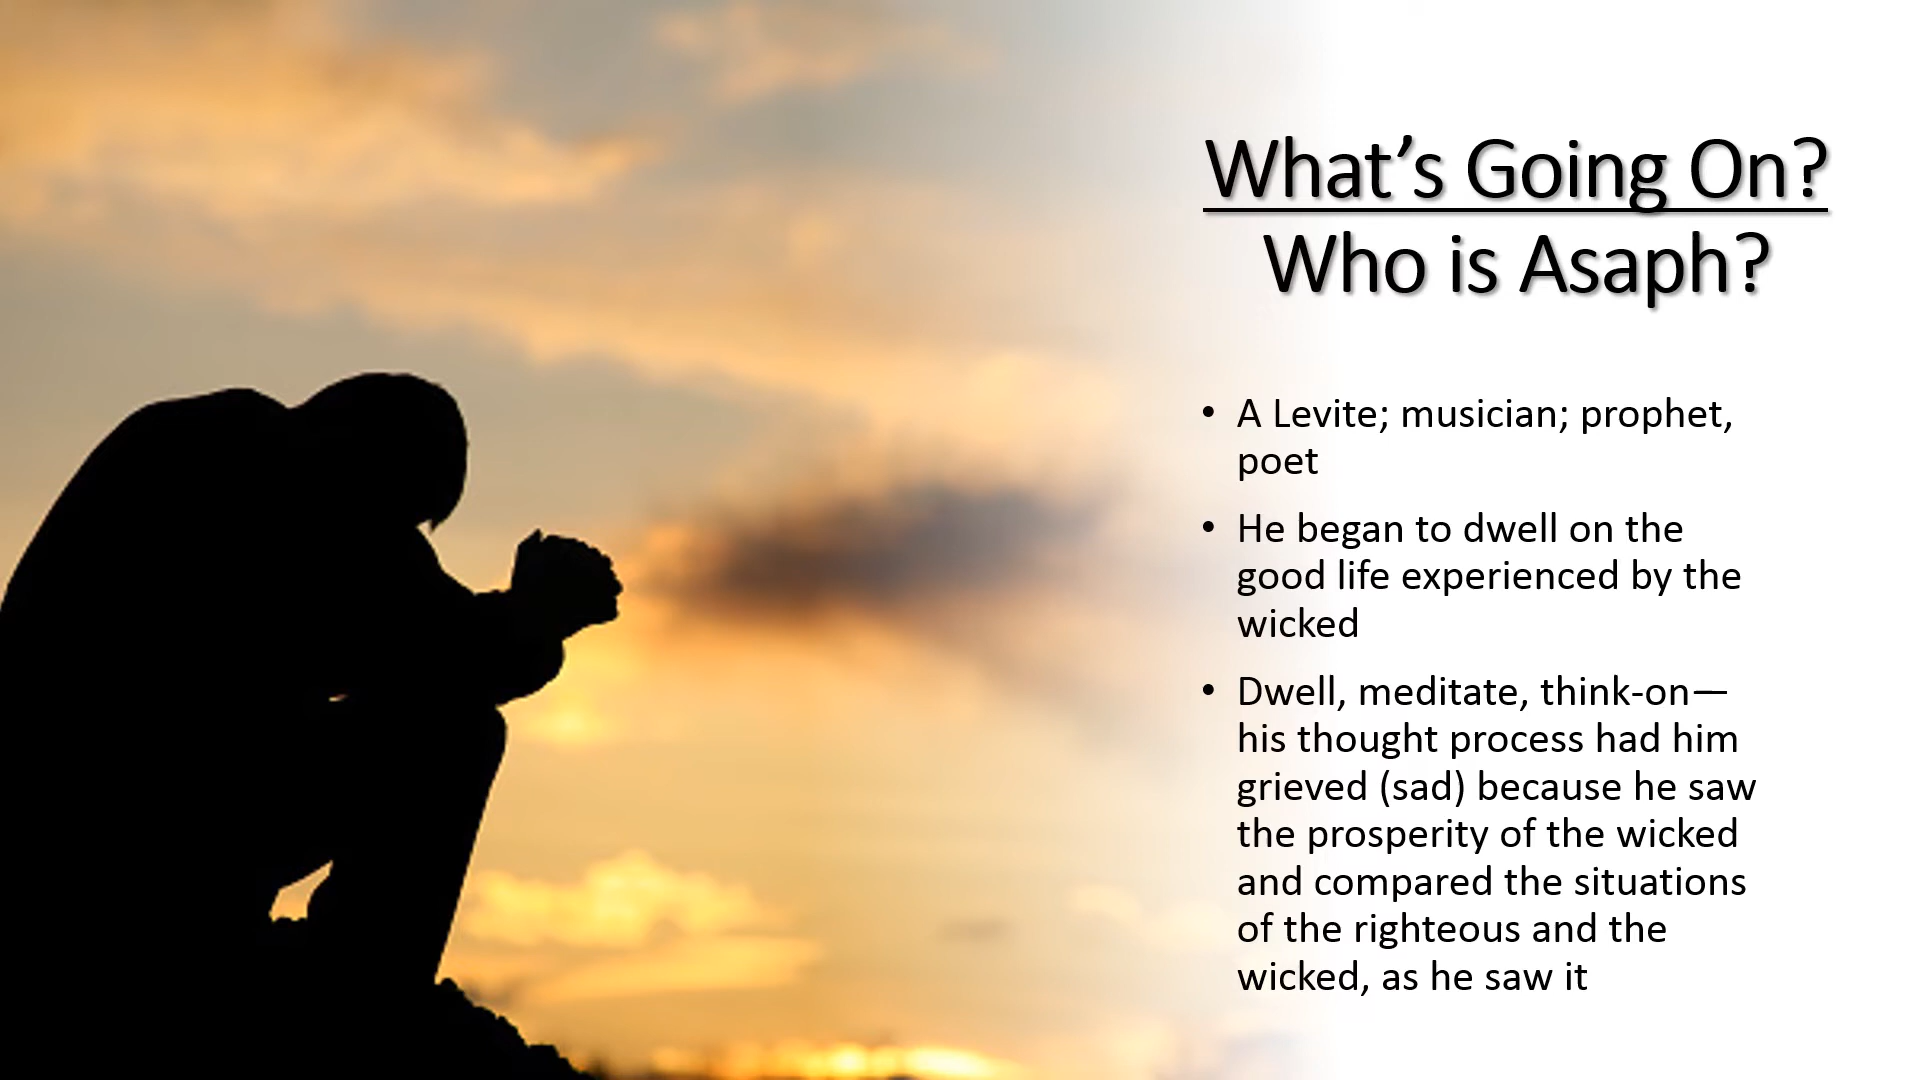 What’s Going On?
Who is Asaph?
• A Levite; musician; prophet,
poet
• He began to dwell on the
good life experienced by the
wicked
• Dwell, meditate, think-on—
his thought process had him
grieved (sad) because he saw
the prosperity of the wicked
and compared the situations
of the righteous and the
wicked, as he saw it